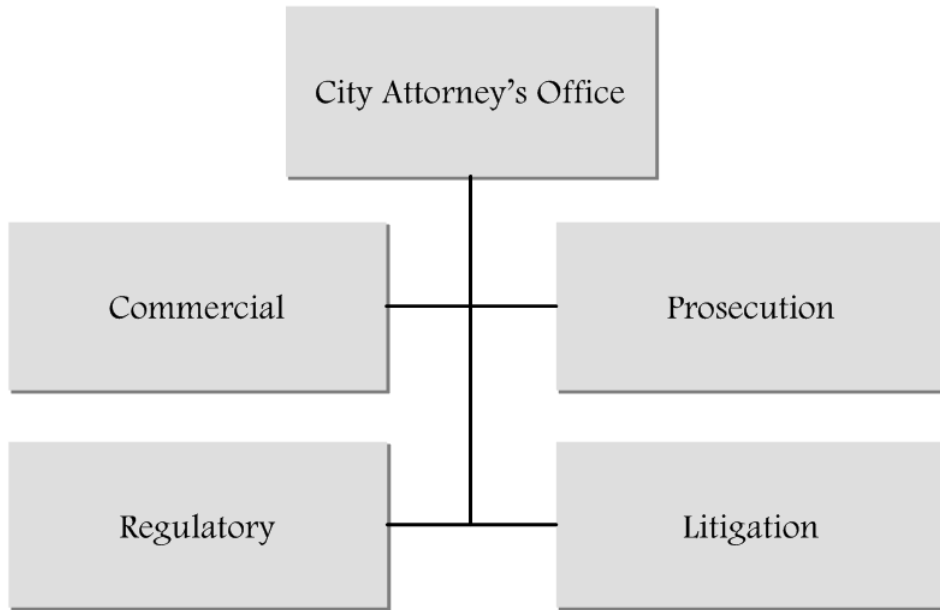 City Attorney’s Office
Commercial
Prosecution
Regulatory
Litigation